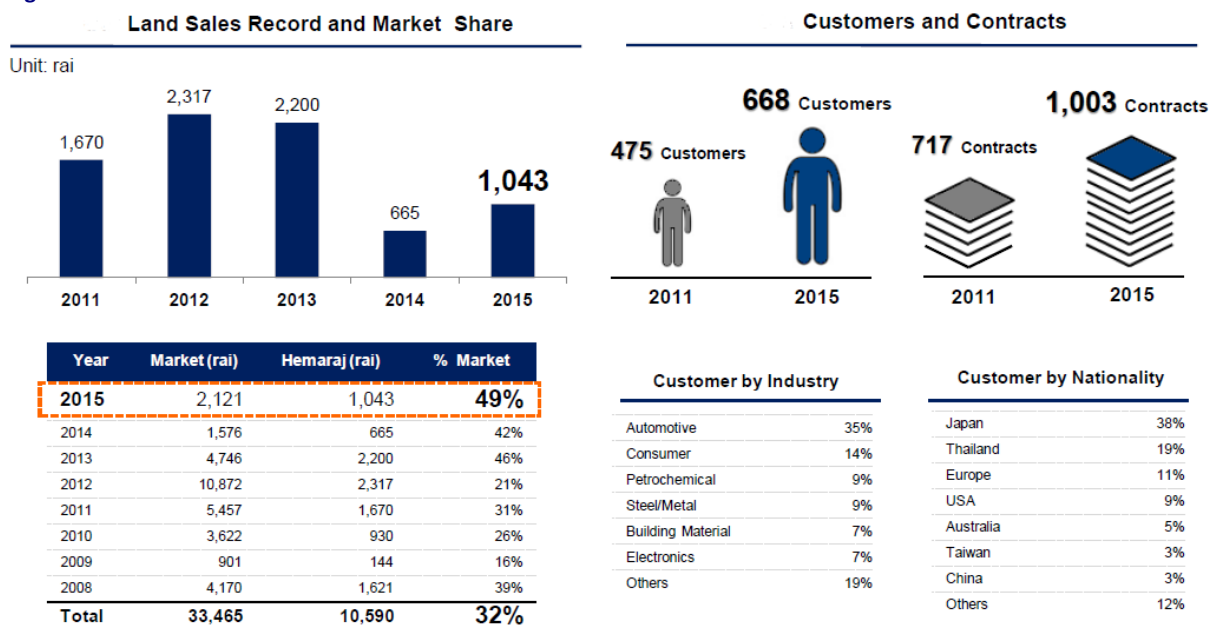 Land Sales Record and Market Share
Unit: rai
1,670
2,317
2,200
665
1,043
2011 2012 2013 2014 2015
Year Market (rai) Hemaraj (rai) % Market
2015 2,121 1,043 49%
2014 1,576 665 42%
2013 4,746 2,200 46%
2012 10,872 2,317 21%
2011 5,457 1,670 31%
2010 3,622 930 26%
2009 901 144 16%
2008 4,170 1,621 39%
Total 33,465 10,590 32%
Customers and Contracts
475 Customers
668 Customers
717 Contracts
1,003 Contracts
2011 2015 2011 2015
Customer by Industry
Automotive 35%
Consumer 14%
Petrochemical 9%
Steel/Metal 9%
Building Material 7%
Electronics 7%
Others 19%
Customer by Nationality
Japan 38%
Thailand 19%
Europe 11%
USA 9%
Australia 5%
Taiwan 3%
China 3%
Others 12%